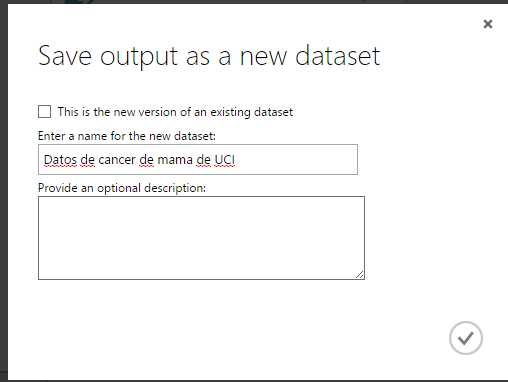 Save output as a new dataset
This is the new version of an existing dataset
Enter a name for the new dataset:
Datos de cancer de mama de UCI
Provide an optional description: